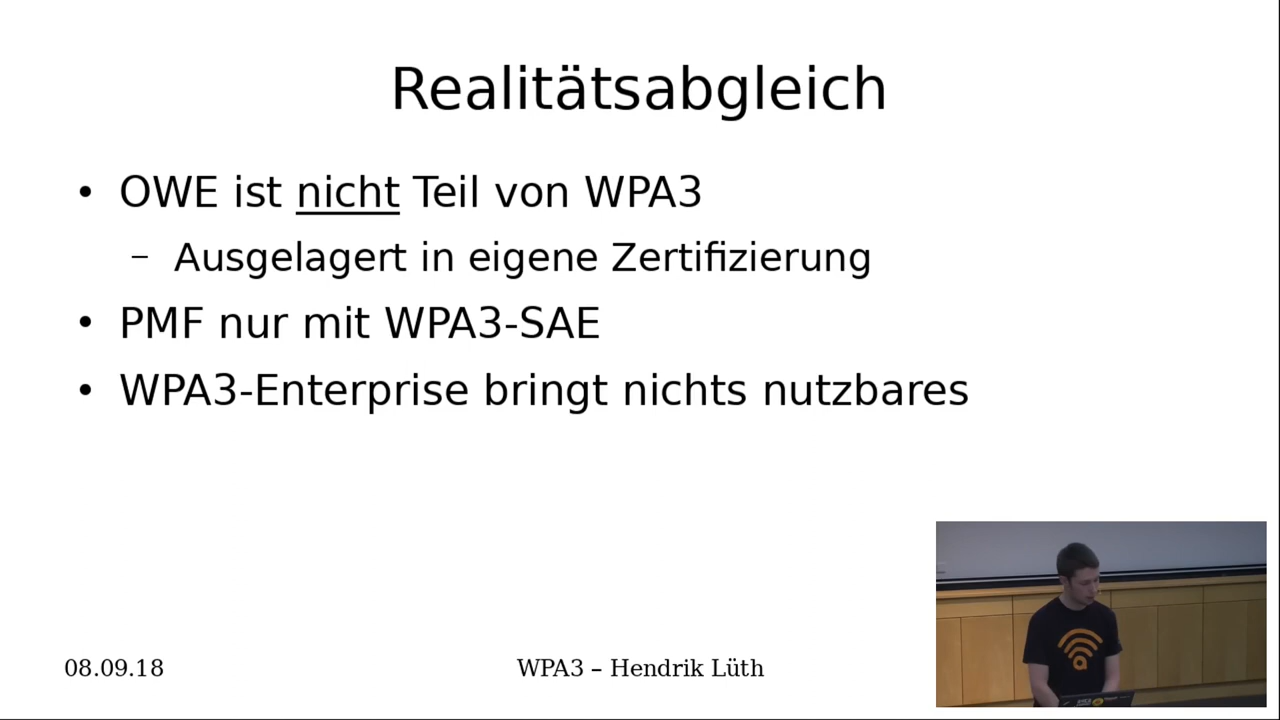 Realitätsabgleich
• OWE ist nicht Teil von WPA3
– Ausgelagert in eigene Zertifizierung
• PMF nur mit WPA3-SAE
• WPA3-Enterprise bringt nichts nutzbares
08.09.18
WPA3 – Hendrik Lüth